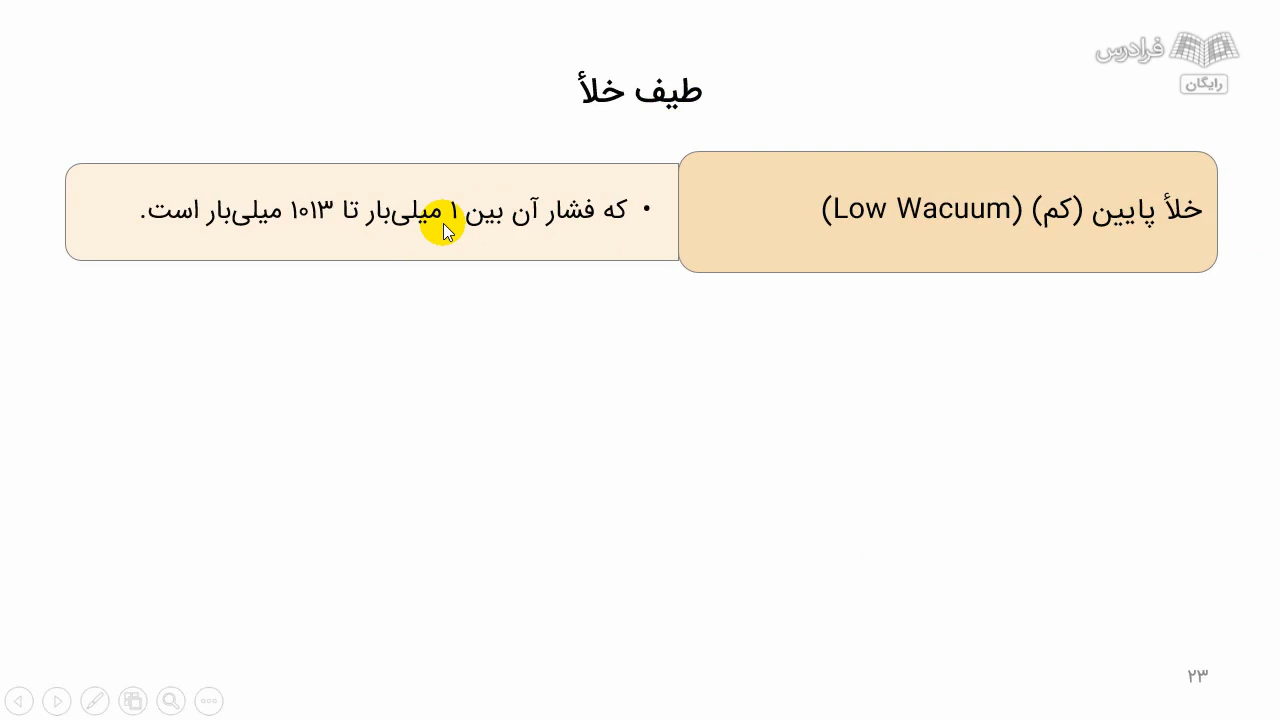 فرادرس
رایگان
طیف خلأ
خلأ پایین (کم) (Low Wacuum)
• که فشار آن بین ۱ میلی‌بار تا ۱۰۱۳ میلی‌بار است.
۲۳